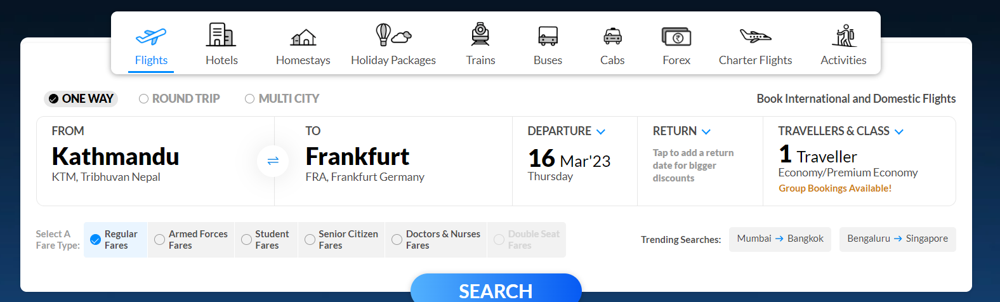 Flights
Hotels
Homestays
Holiday Packages
Trains
Buses
Cabs
Forex
Charter Flights
Activities
ONE WAY
ROUND TRIP
MULTI CITY
Book International and Domestic Flights
FROM
Kathmandu
KTM, Tribhuvan Nepal
TO
Frankfurt
FRA, Frankfurt Germany
DEPARTURE
16 Mar'23
Thursday
RETURN
Tap to add a return
date for bigger
discounts
TRAVELLERS & CLASS
1 Traveller
Economy/Premium Economy
Group Bookings Available!
Select A
Fare Type:
Regular
Fares
Armed Forces
Fares
Student
Fares
Senior Citizen
Fares
Doctors & Nurses
Fares
Double Seat
Fares
Trending Searches:
Mumbai → Bangkok
Bengaluru → Singapore
SEARCH